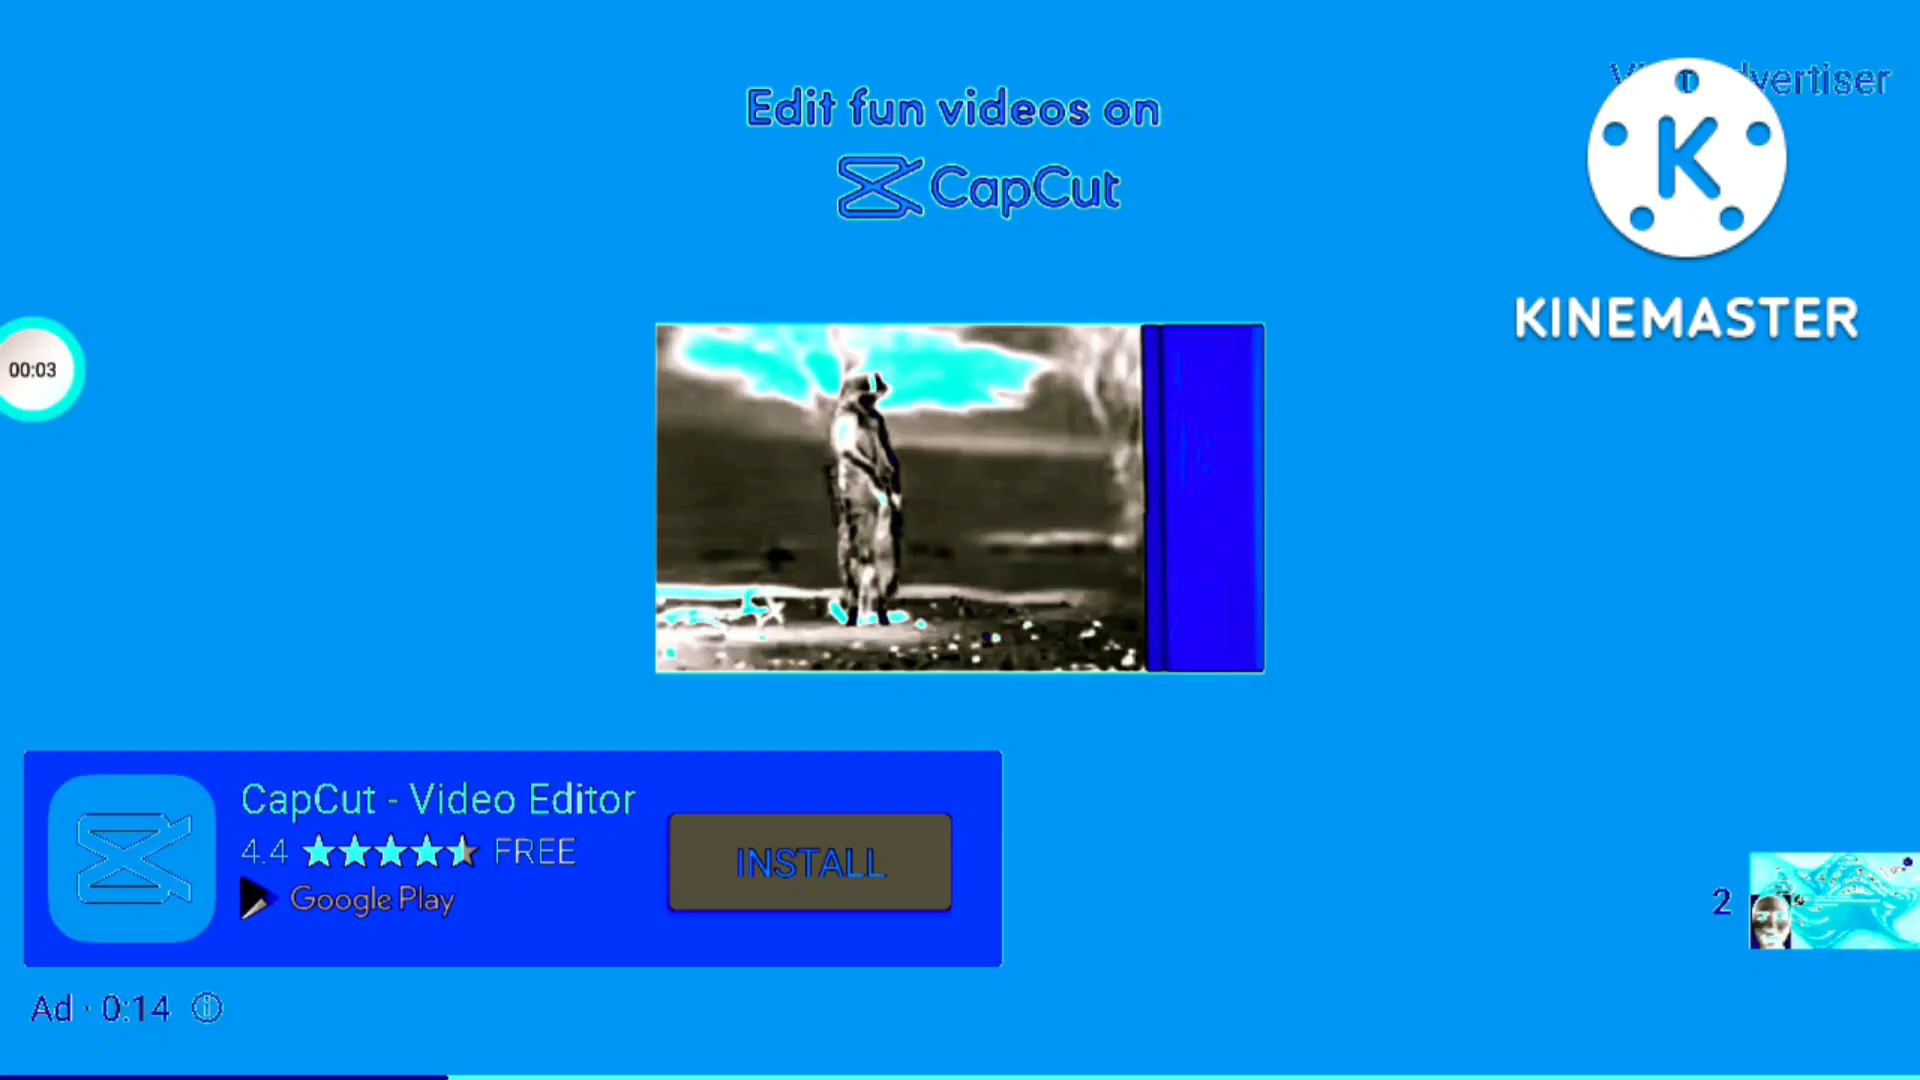 Edit fun videos on
CapCut
K
KINEMASTER
00:03
CapCut - Video Editor
4.4 FREE
Google Play
INSTALL
2
Ad · 0:14